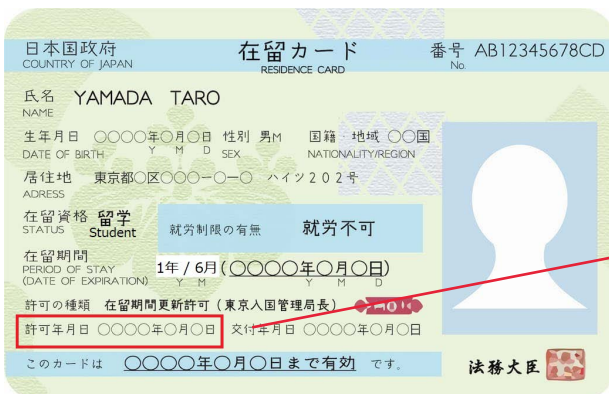 日本国政府 在留カード 番号 AB12345678CD
COUNTRY OF JAPAN RESIDENCE CARD No.
氏名 YAMADA TARO
NAME
生年月日 ○○○○年○月○日 性別 男M 国籍・地域 ○○国
DATE OF BIRTH Y M D SEX NATIONALITY/REGION
居住地 東京都○区○○○ー○ー○ ハイツ202号
ADRESS
在留資格 留学 就労制限の有無 就労不可
STATUS Student
在留期間
PERIOD OF STAY 1年 / 6月 (○○○○年○月○日)
(DATE OF EXPIRATION) Y M Y M D
許可の種類 在留期間更新許可(東京入国管理局長)
許可年月日 ○○○○年○月○日 交付年月日 ○○○○年○月○日
このカードは ○○○○年○月○日まで有効 です。 法務大臣